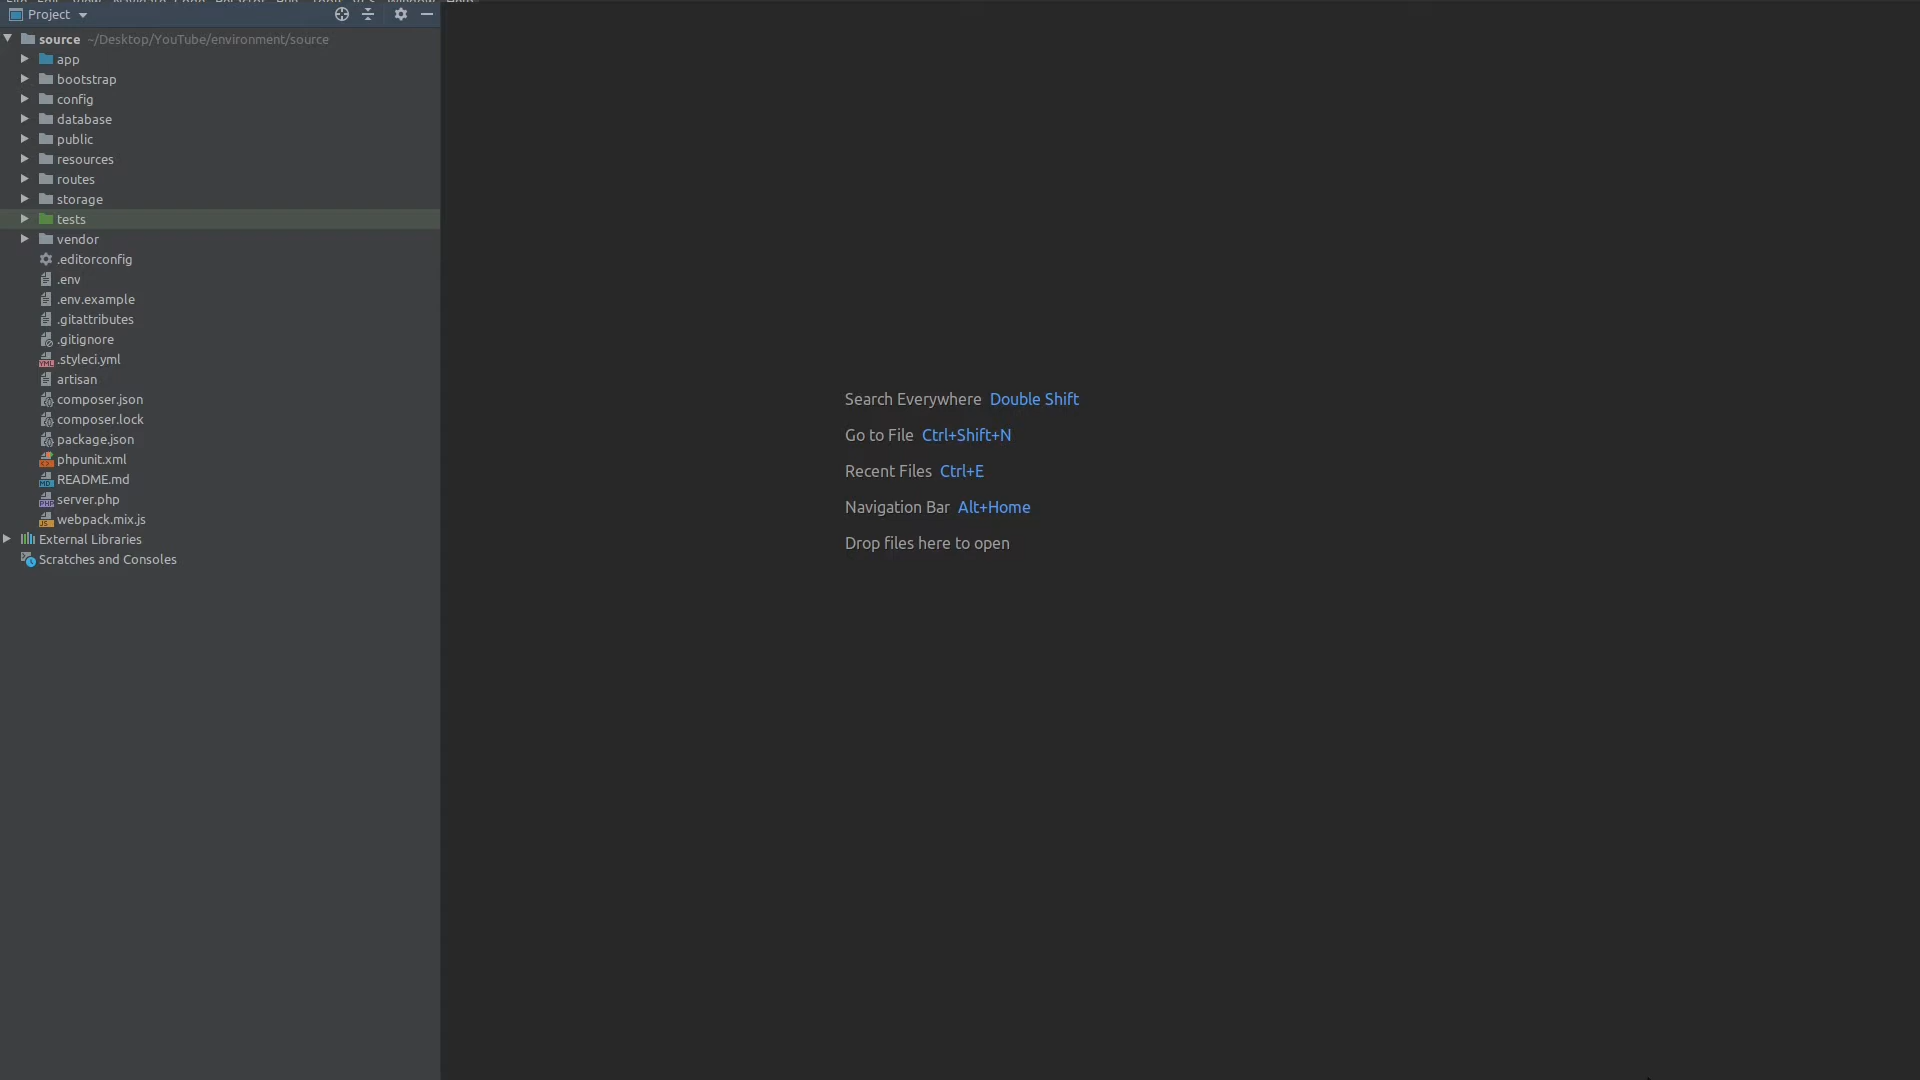 Project
source ~/Desktop/YouTube/environment/source
app
bootstrap
config
database
public
resources
routes
storage
tests
vendor
.editorconfig
.env
.env.example
.gitattributes
.gitignore
.styleci.yml
artisan
composer.json
composer.lock
package.json
phpunit.xml
README.md
server.php
webpack.mix.js
External Libraries
Scratches and Consoles
Search Everywhere Double Shift
Go to File Ctrl+Shift+N
Recent Files Ctrl+E
Navigation Bar Alt+Home
Drop files here to open